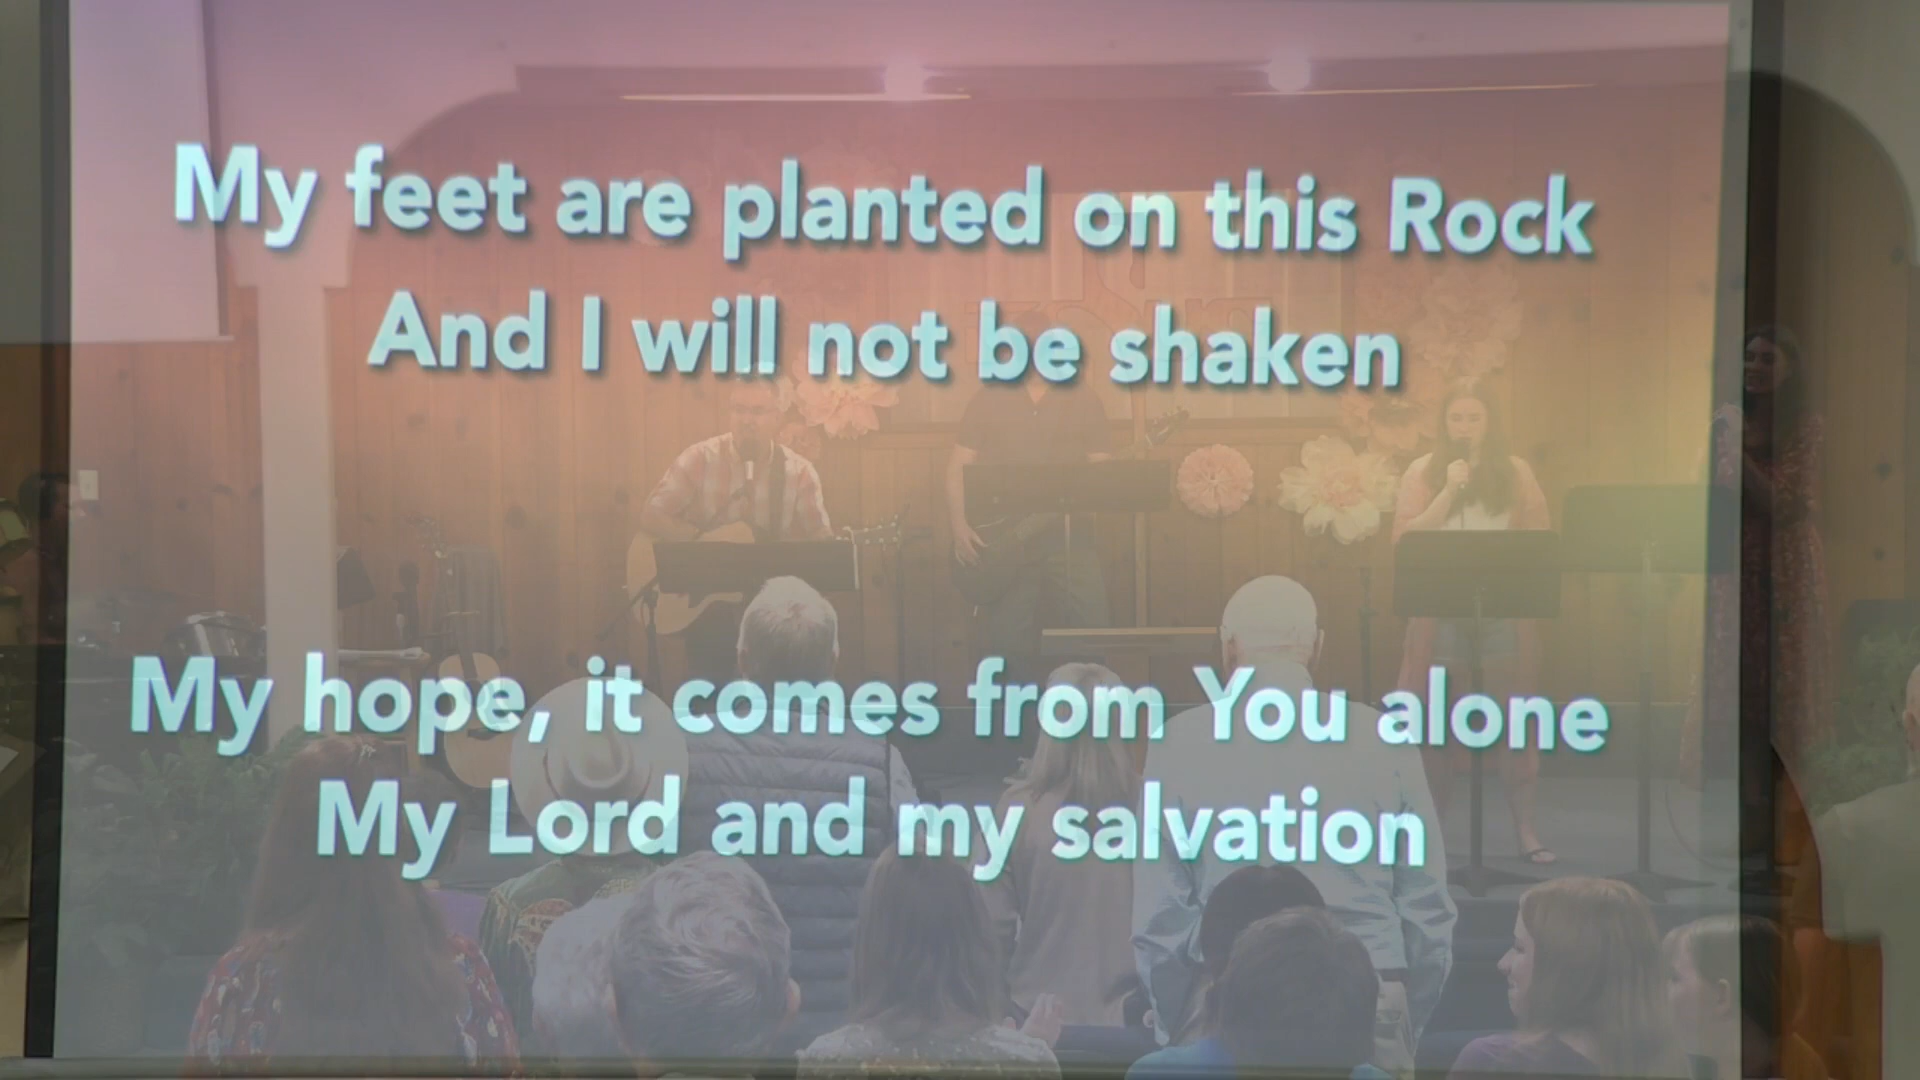 My feet are planted on this Rock
And I will not be shaken
My hope, it comes from You alone
My Lord and my salvation